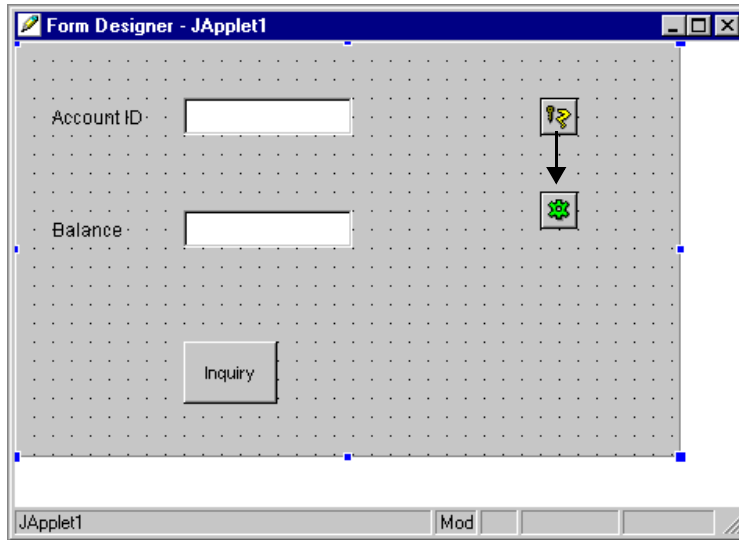 Form Designer - JApplet1
Account ID
Balance
Inquiry
JApplet1 Mod